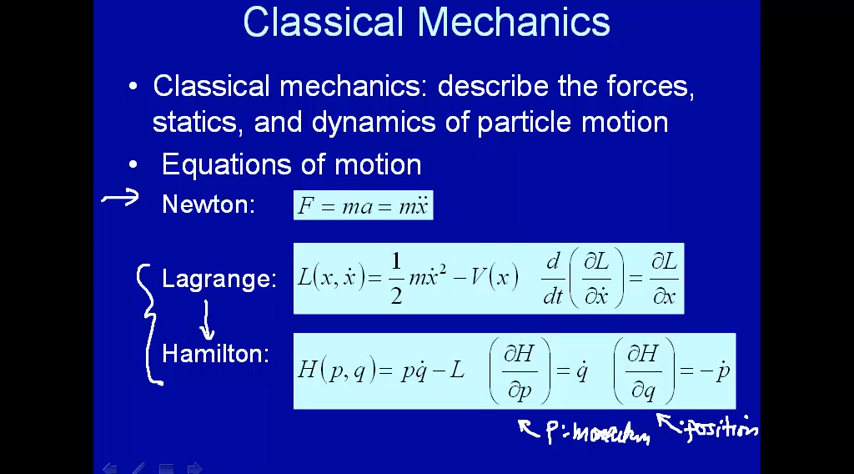 Classical Mechanics
• Classical mechanics: describe the forces,
statics, and dynamics of particle motion
• Equations of motion
Newton: F = ma = mẍ
Lagrange: L(x, ẋ) = 1/2 mẋ² − V(x) d/dt (∂L/∂ẋ) = ∂L/∂x
Hamilton: H(p, q) = pq̇ − L (∂H/∂p) = q̇ (∂H/∂q) = −ṗ
P: momentum : position